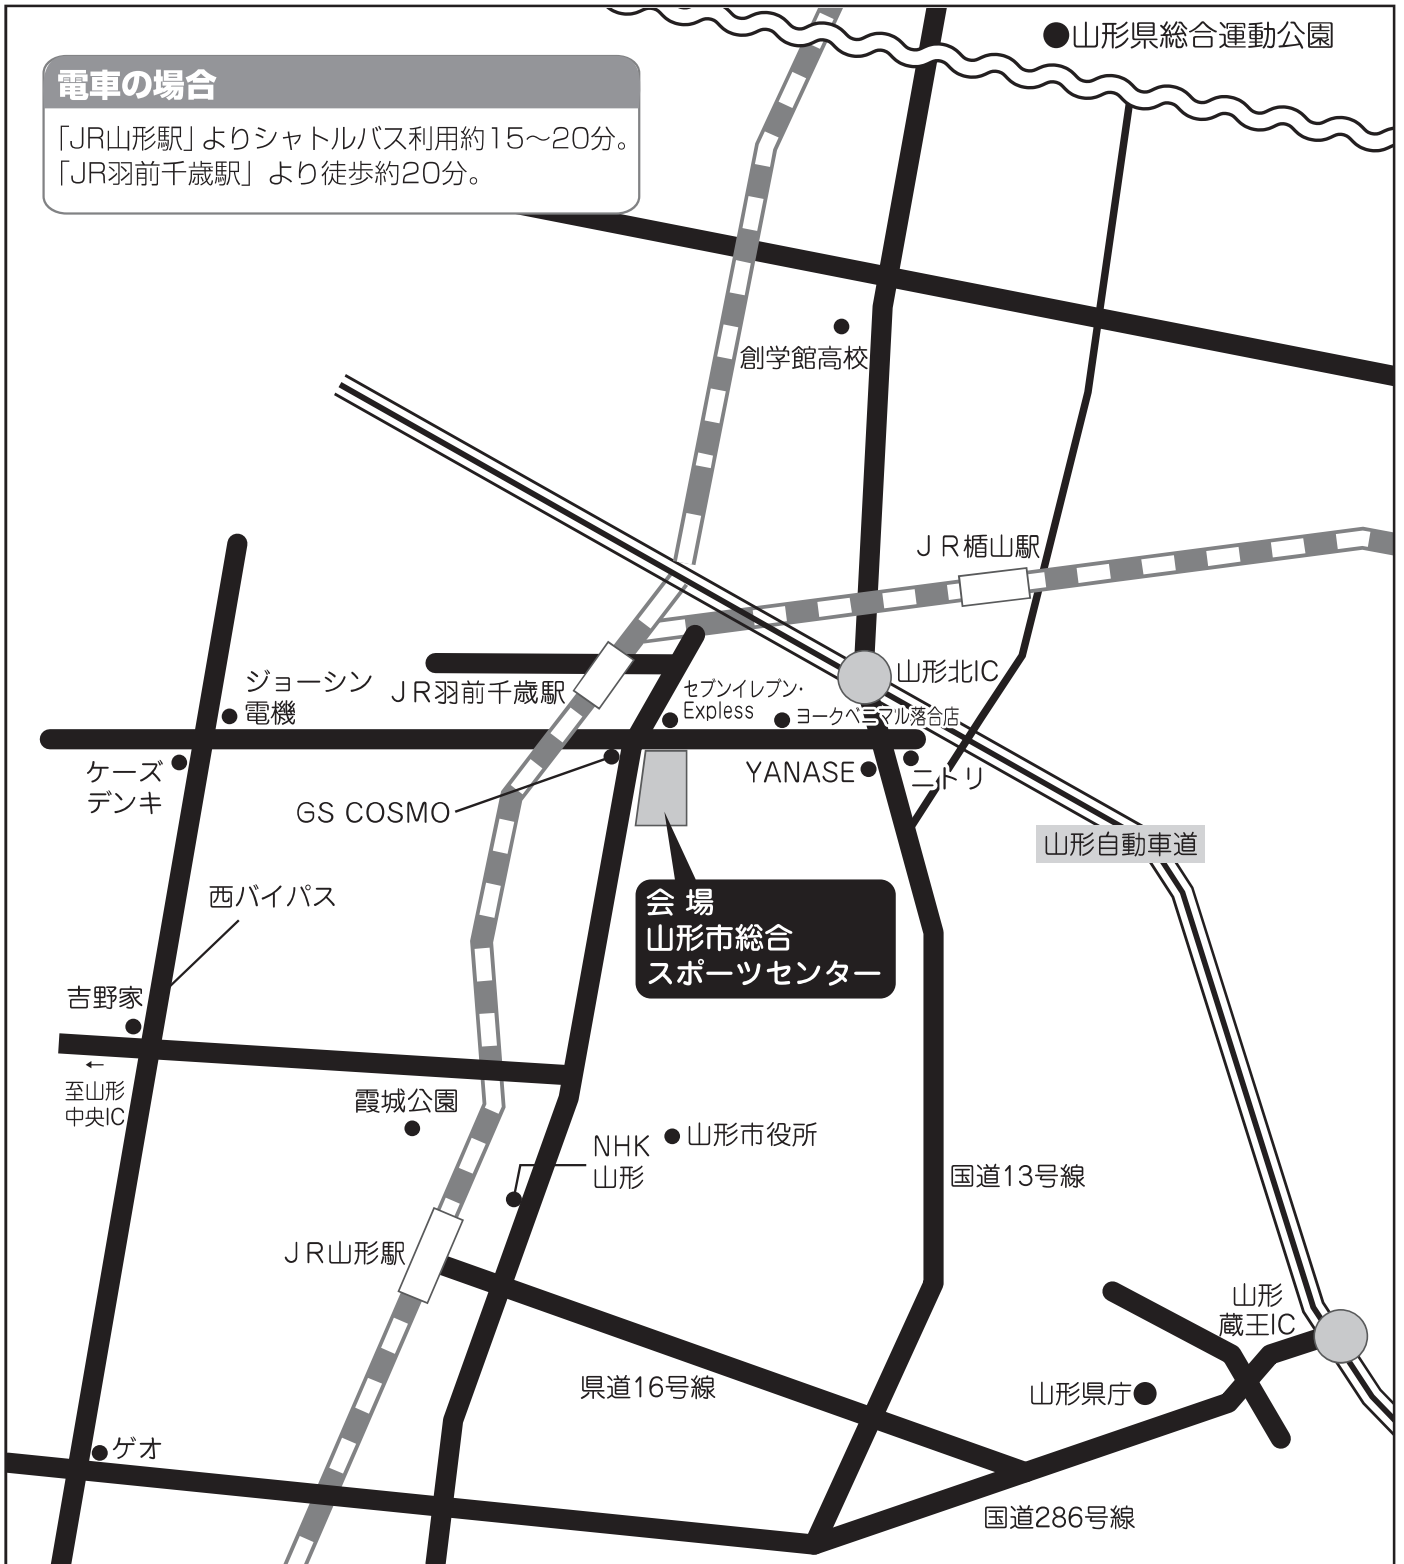 山形県総合運動公園
電車の場合
「JR山形駅」よりシャトルバス利用約15〜20分。
「JR羽前千歳駅」より徒歩約20分。
創学館高校
JR楯山駅
山形北IC
ジョーシン
電機
JR羽前千歳駅
セブンイレブン・
Expless
ヨークベニマル落合店
ケーズ
デンキ
GS COSMO
YANASE
ニトリ
山形自動車道
西バイパス
会 場
山形市総合
スポーツセンター
吉野家
←
至山形
中央IC
霞城公園
NHK
山形
山形市役所
国道13号線
JR山形駅
山形
蔵王IC
県道16号線
山形県庁
ゲオ
国道286号線